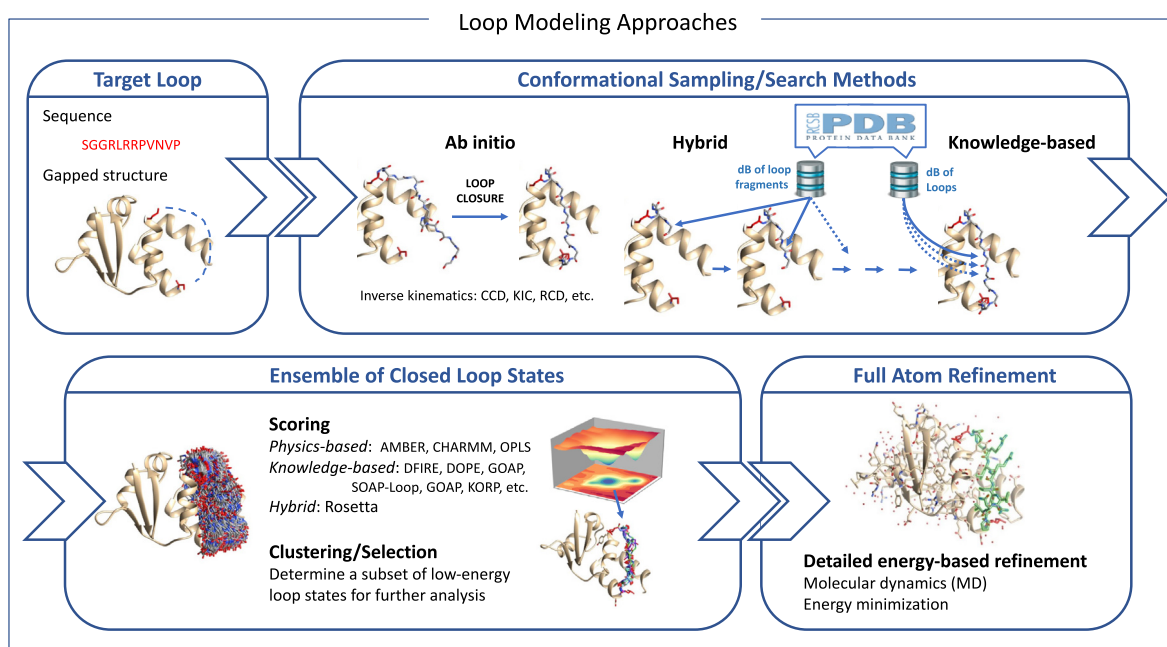 Loop Modeling Approaches
Target Loop
Sequence
SGGRLRRPVNVP
Gapped structure
Conformational Sampling/Search Methods
Ab initio
LOOP
CLOSURE
Inverse kinematics: CCD, KIC, RCD, etc.
Hybrid
RCSB
PDB
PROTEIN DATA BANK
Knowledge-based
dB of loop
fragments
dB of
Loops
Ensemble of Closed Loop States
Scoring
Physics-based: AMBER, CHARMM, OPLS
Knowledge-based: DFIRE, DOPE, GOAP,
SOAP-Loop, GOAP, KORP, etc.
Hybrid: Rosetta
Clustering/Selection
Determine a subset of low-energy
loop states for further analysis
Full Atom Refinement
Detailed energy-based refinement
Molecular dynamics (MD)
Energy minimization